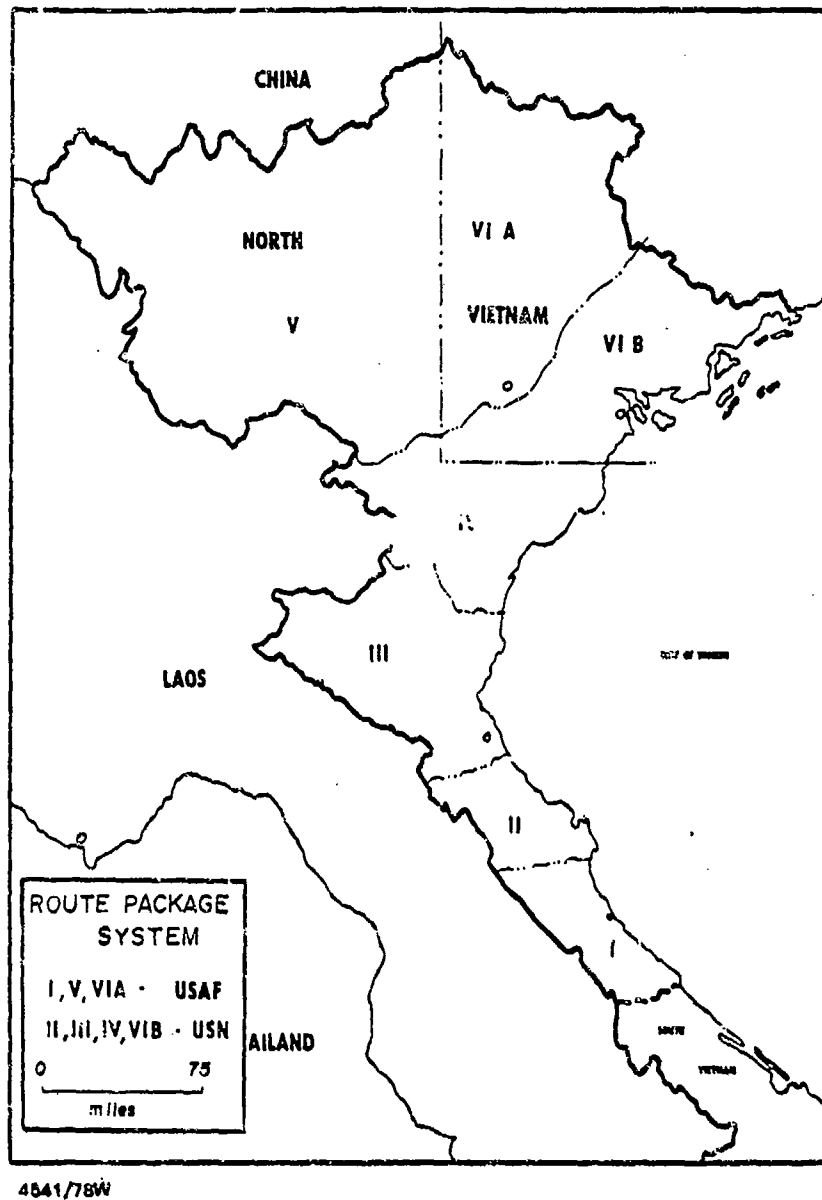 CHINA
NORTH
VI A
VIETNAM
V
VI B
III
LAOS
II
I
ROUTE PACKAGE
SYSTEM
I, V, VIA - USAF
II, III, IV, VIB - USN
0 75
miles
AILAND
VIETNAM
4541/78W